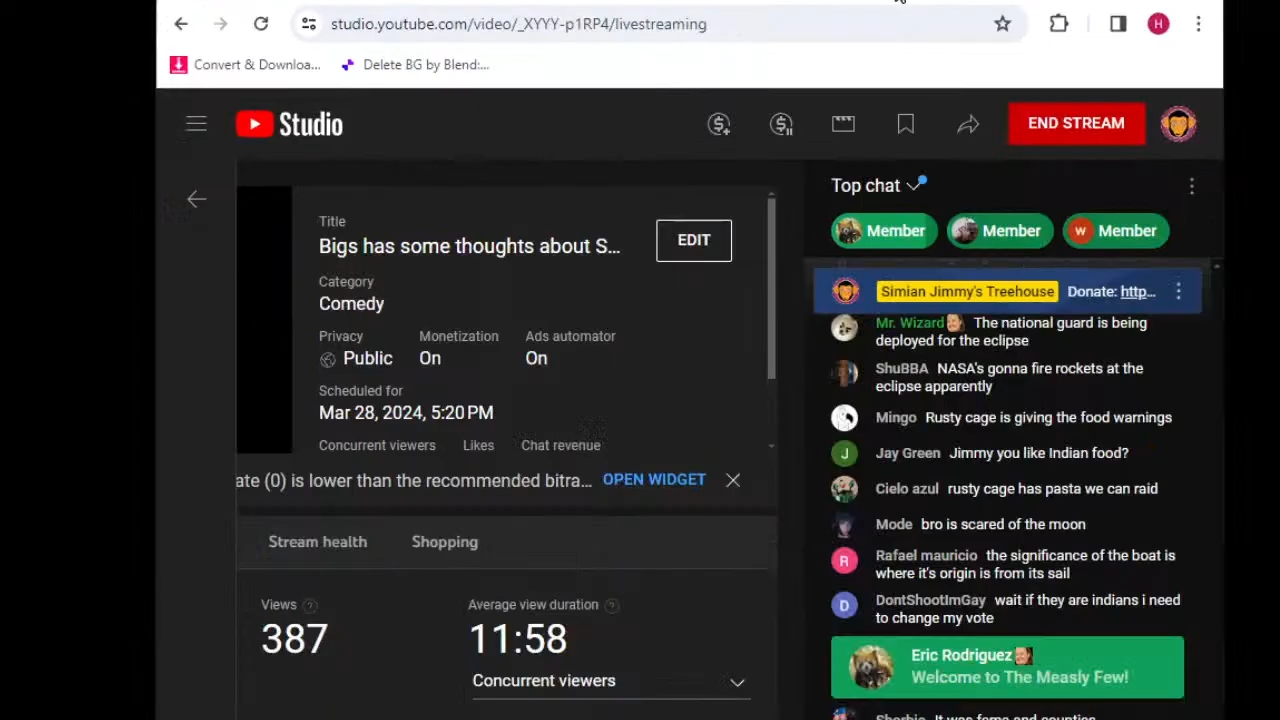 studio.youtube.com/video/_XYYY-p1RP4/livestreaming
H
Convert & Downloa...
Delete BG by Blend:...
Studio
END STREAM
Title
Bigs has some thoughts about S...
EDIT
Category
Comedy
Privacy
Monetization
Ads automator
Public
On
On
Scheduled for
Mar 28, 2024, 5:20 PM
Concurrent viewers
Likes
Chat revenue
ate (0) is lower than the recommended bitra...
OPEN WIDGET
Stream health
Shopping
Views
Average view duration
387
11:58
Concurrent viewers
Top chat
Member
Member
W Member
Simian Jimmy's Treehouse Donate: http...
Mr. Wizard The national guard is being
deployed for the eclipse
ShuBBA NASA's gonna fire rockets at the
eclipse apparently
Mingo Rusty cage is giving the food warnings
J Jay Green Jimmy you like Indian food?
Cielo azul rusty cage has pasta we can raid
Mode bro is scared of the moon
R Rafael mauricio the significance of the boat is
where it's origin is from its sail
D DontShootImGay wait if they are indians i need
to change my vote
Eric Rodriguez
Welcome to The Measly Few!